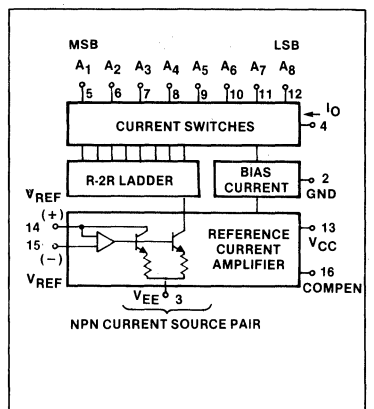 MSB LSB
A1 A2 A3 A4 A5 A6 A7 A8
5 6 7 8 9 10 11 12
IO
CURRENT SWITCHES
4
R-2R LADDER
BIAS
CURRENT
2
GND
VREF
(+)
14
15
(-)
VREF
REFERENCE
CURRENT
AMPLIFIER
13
VCC
16
COMPEN
VEE 3
NPN CURRENT SOURCE PAIR